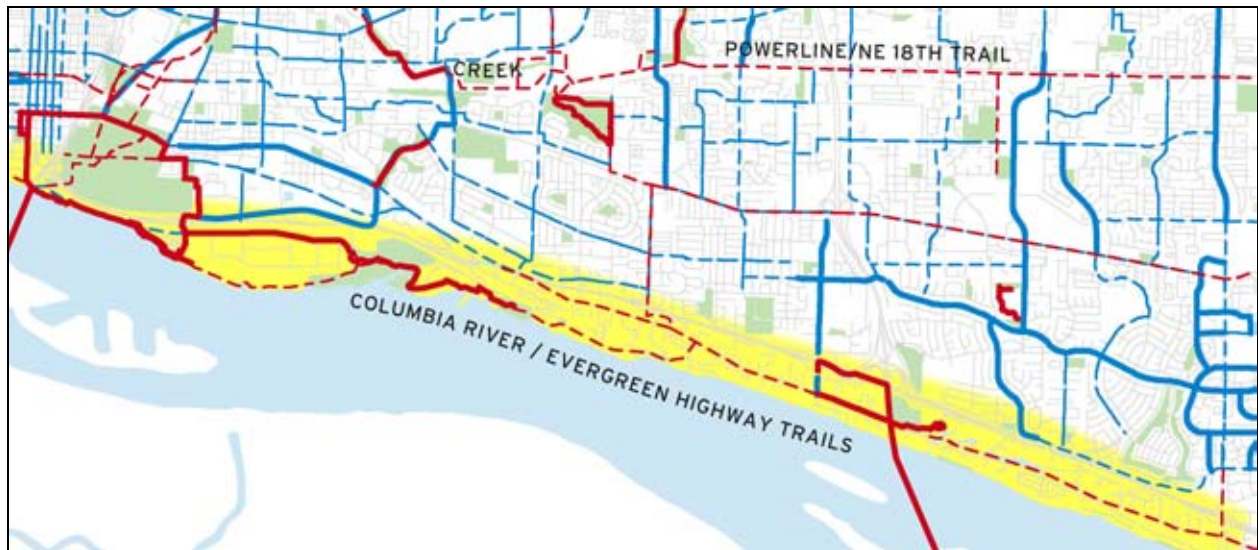 POWERLINE/NE 18TH TRAIL
CREEK
COLUMBIA RIVER / EVERGREEN HIGHWAY TRAILS